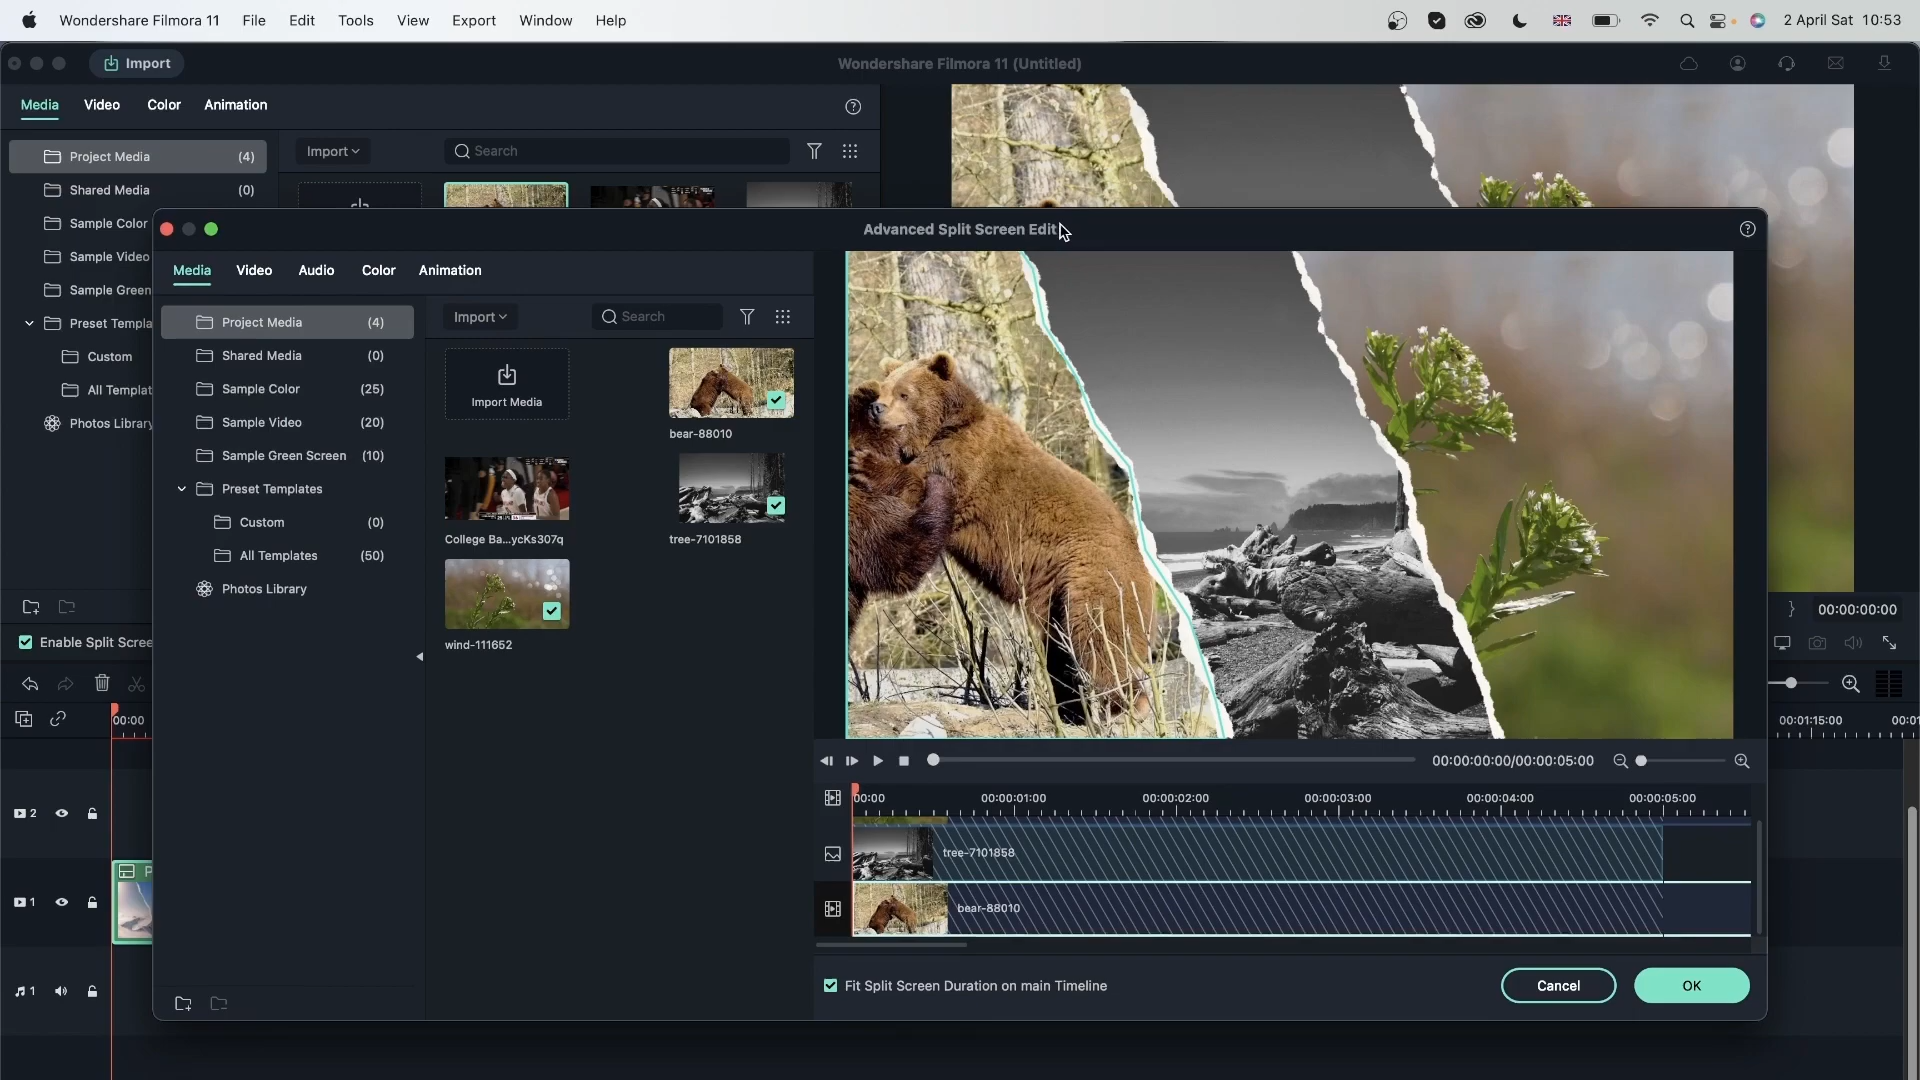 Wondershare Filmora 11 File Edit Tools View Export Window Help 2 April Sat 10:53
Import Wondershare Filmora 11 (Untitled)
Media Video Color Animation
Project Media (4) Import Search
Shared Media (0)
Sample Color
Sample Video
Sample Green
Preset Templa
Custom
All Templat
Photos Library
Enable Split Scree
Advanced Split Screen Edit
Media Video Audio Color Animation
Project Media (4) Import Search
Shared Media (0)
Sample Color (25)
Sample Video (20)
Sample Green Screen (10)
Preset Templates
Custom (0)
All Templates (50)
Photos Library
Import Media
bear-88010
College Ba...ycKs307q
tree-7101858
wind-111652
00:00:00:00
00:00:00:00/00:00:05:00
00:00 00:00:01:00 00:00:02:00 00:00:03:00 00:00:04:00 00:00:05:00
tree-7101858
bear-88010
Fit Split Screen Duration on main Timeline Cancel OK
00:00 00:01:15:00 00:01
2
1 P
1